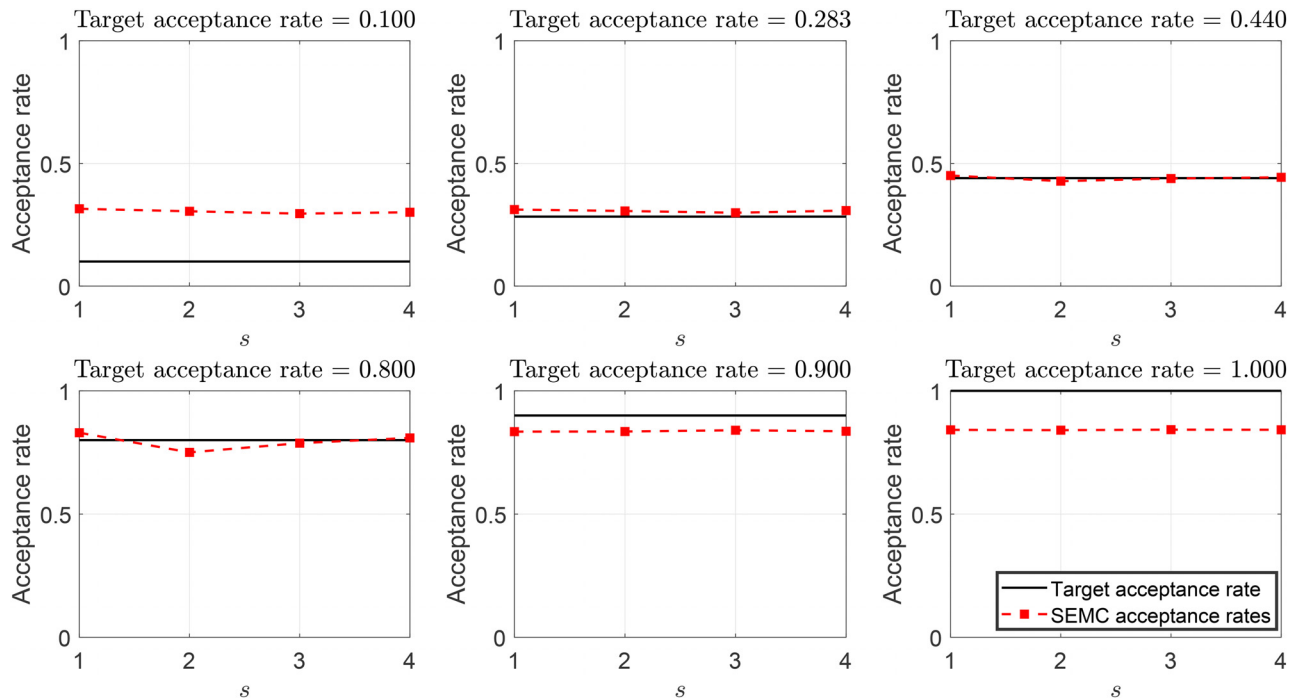 Target acceptance rate = 0.100
1
0.5
0
Acceptance rate
1 2 3 4
s
Target acceptance rate = 0.283
1
0.5
0
Acceptance rate
1 2 3 4
s
Target acceptance rate = 0.440
1
0.5
0
Acceptance rate
1 2 3 4
s
Target acceptance rate = 0.800
1
0.5
0
Acceptance rate
1 2 3 4
s
Target acceptance rate = 0.900
1
0.5
0
Acceptance rate
1 2 3 4
s
Target acceptance rate = 1.000
1
0.5
0
Acceptance rate
Target acceptance rate
SEMC acceptance rates
1 2 3 4
s